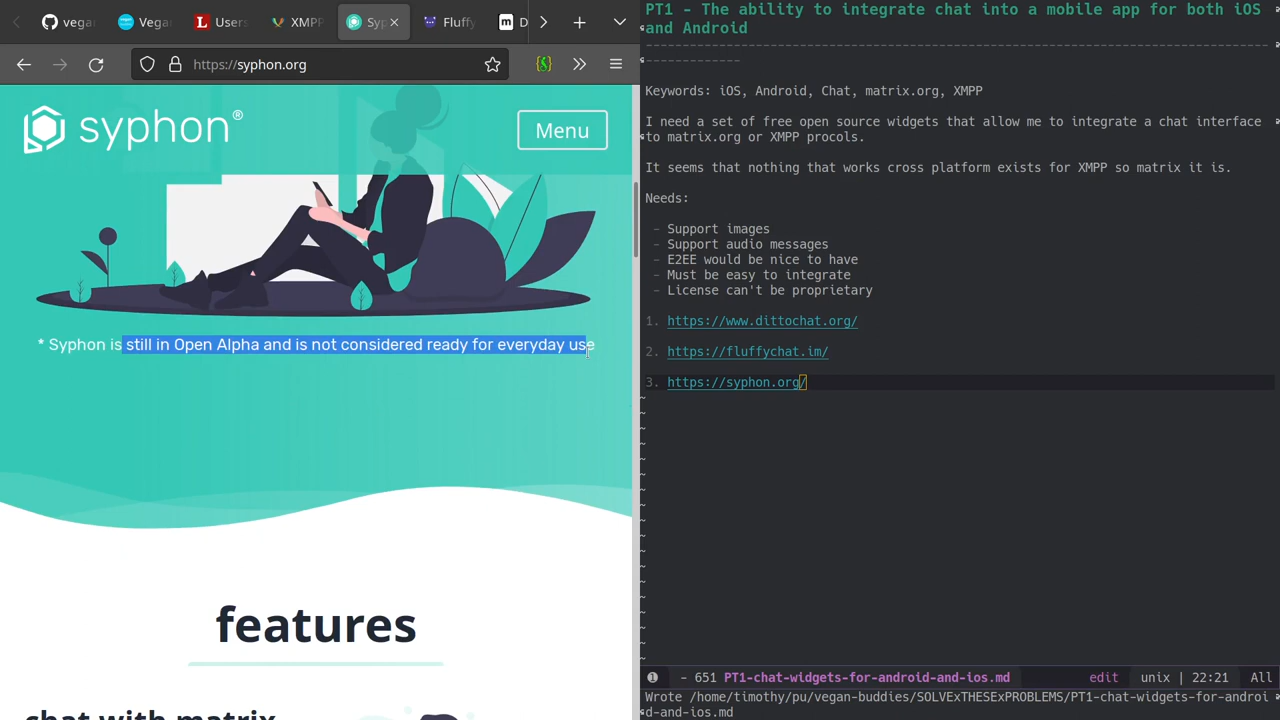 vegan
Vegan
Users
XMPP
Syp
Fluffy
D
https://syphon.org
syphon®
Menu
* Syphon is still in Open Alpha and is not considered ready for everyday use
features
chat with matrix
PT1 - The ability to integrate chat into a mobile app for both iOS
and Android
--------------------------------------------------------------------------------------
-------------
Keywords: iOS, Android, Chat, matrix.org, XMPP
I need a set of free open source widgets that allow me to integrate a chat interface
to matrix.org or XMPP procols.
It seems that nothing that works cross platform exists for XMPP so matrix it is.
Needs:
- Support images
- Support audio messages
- E2EE would be nice to have
- Must be easy to integrate
- License can't be proprietary
1. https://www.dittochat.org/
2. https://fluffychat.im/
3. https://syphon.org/
- 651 PT1-chat-widgets-for-android-and-ios.md edit unix | 22:21 All
Wrote /home/timothy/pu/vegan-buddies/SOLVExTHESExPROBLEMS/PT1-chat-widgets-for-androi
d-and-ios.md